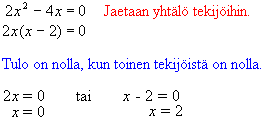 2x² − 4x = 0 Jaetaan yhtälö tekijöihin.
2x(x − 2) = 0
Tulo on nolla, kun toinen tekijöistä on nolla.
2x = 0 tai x - 2 = 0
x = 0 x = 2